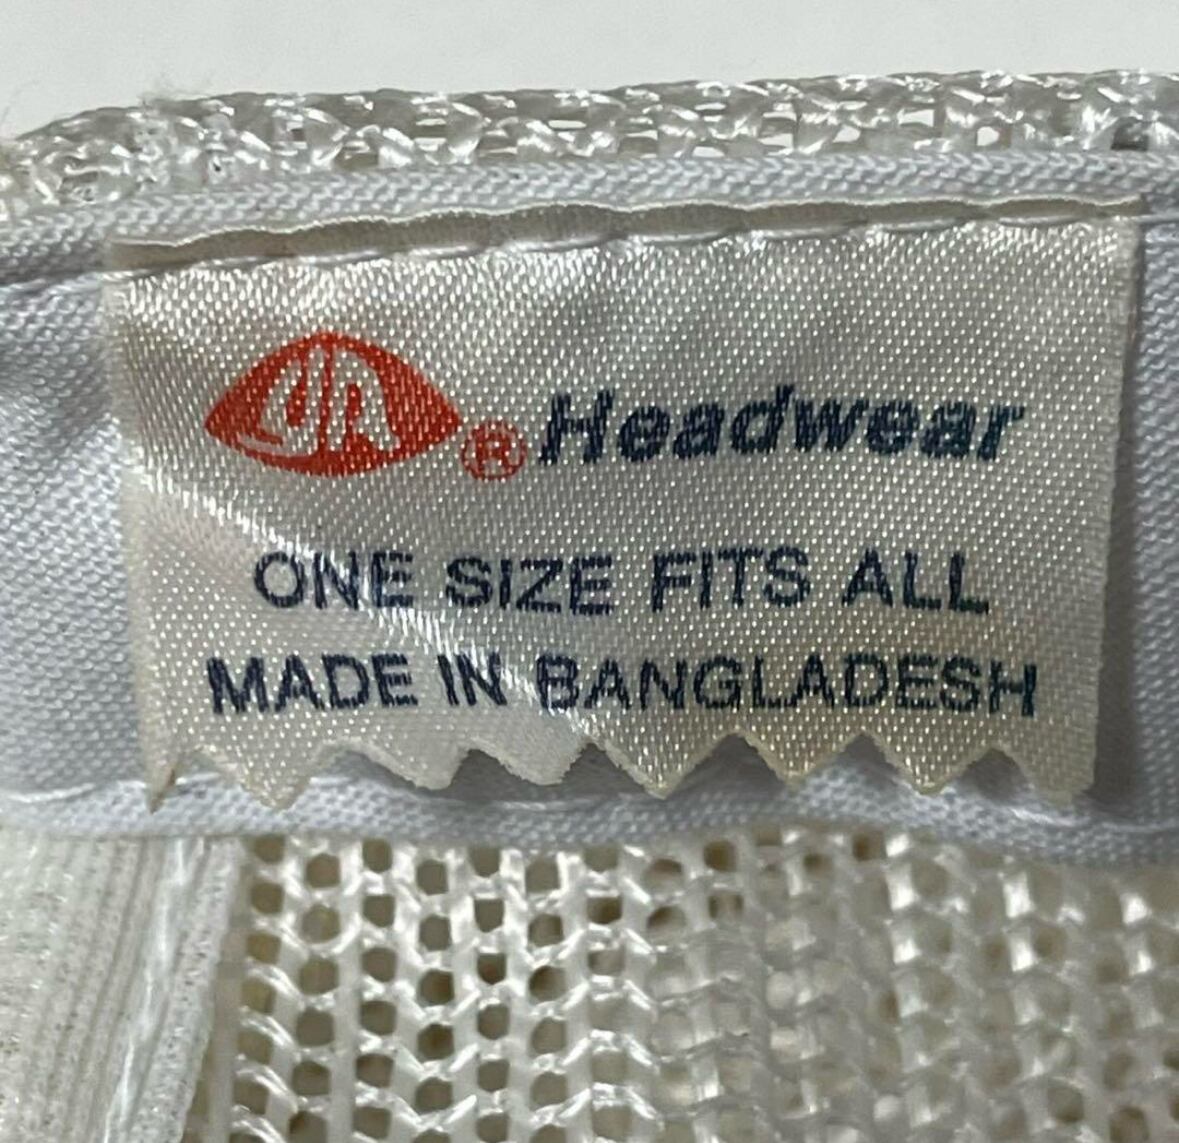 ® Headwear
ONE SIZE FITS ALL
MADE IN BANGLADESH